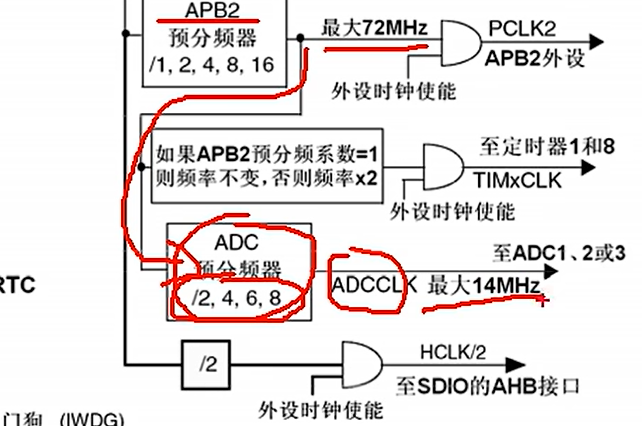 APB2
预分频器
/1, 2, 4, 8, 16
最大72MHz
PCLK2
APB2外设
外设时钟使能
如果APB2预分频系数=1
则频率不变，否则频率x2
至定时器1和8
TIMxCLK
外设时钟使能
ADC
预分频器
/2, 4, 6, 8
ADCCLK 最大14MHz
至ADC1、2或3
RTC
/2
HCLK/2
至SDIO的AHB接口
外设时钟使能
门狗 (IWDG)